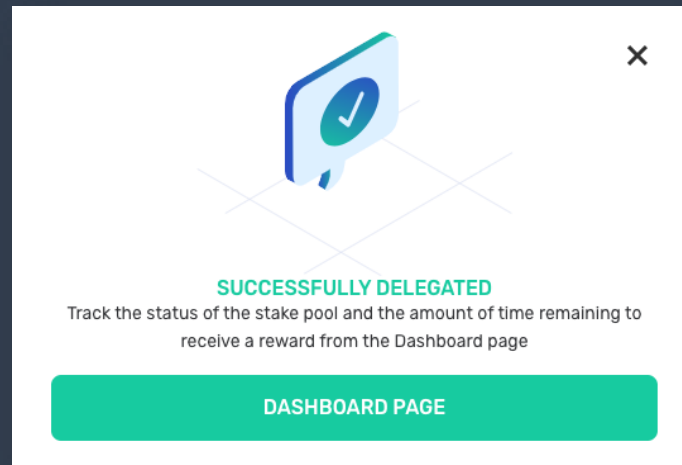 SUCCESSFULLY DELEGATED
Track the status of the stake pool and the amount of time remaining to
receive a reward from the Dashboard page
DASHBOARD PAGE